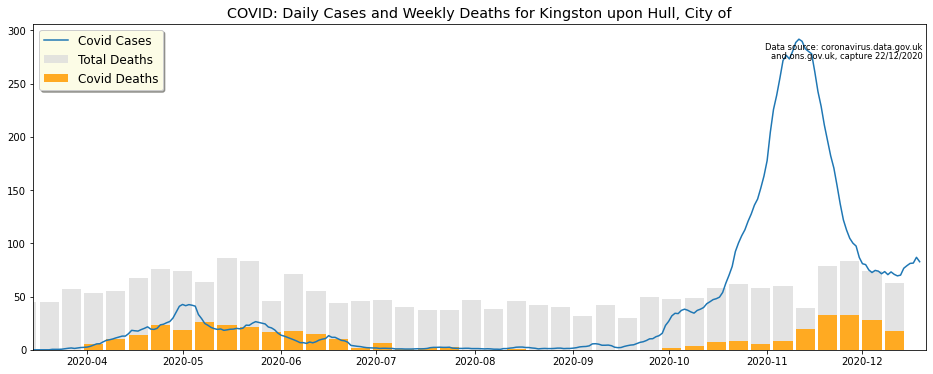 COVID: Daily Cases and Weekly Deaths for Kingston upon Hull, City of
300
250
200
150
100
50
0
Covid Cases
Total Deaths
Covid Deaths
Data source: coronavirus.data.gov.uk
and ons.gov.uk, capture 22/12/2020
2020-04 2020-05 2020-06 2020-07 2020-08 2020-09 2020-10 2020-11 2020-12